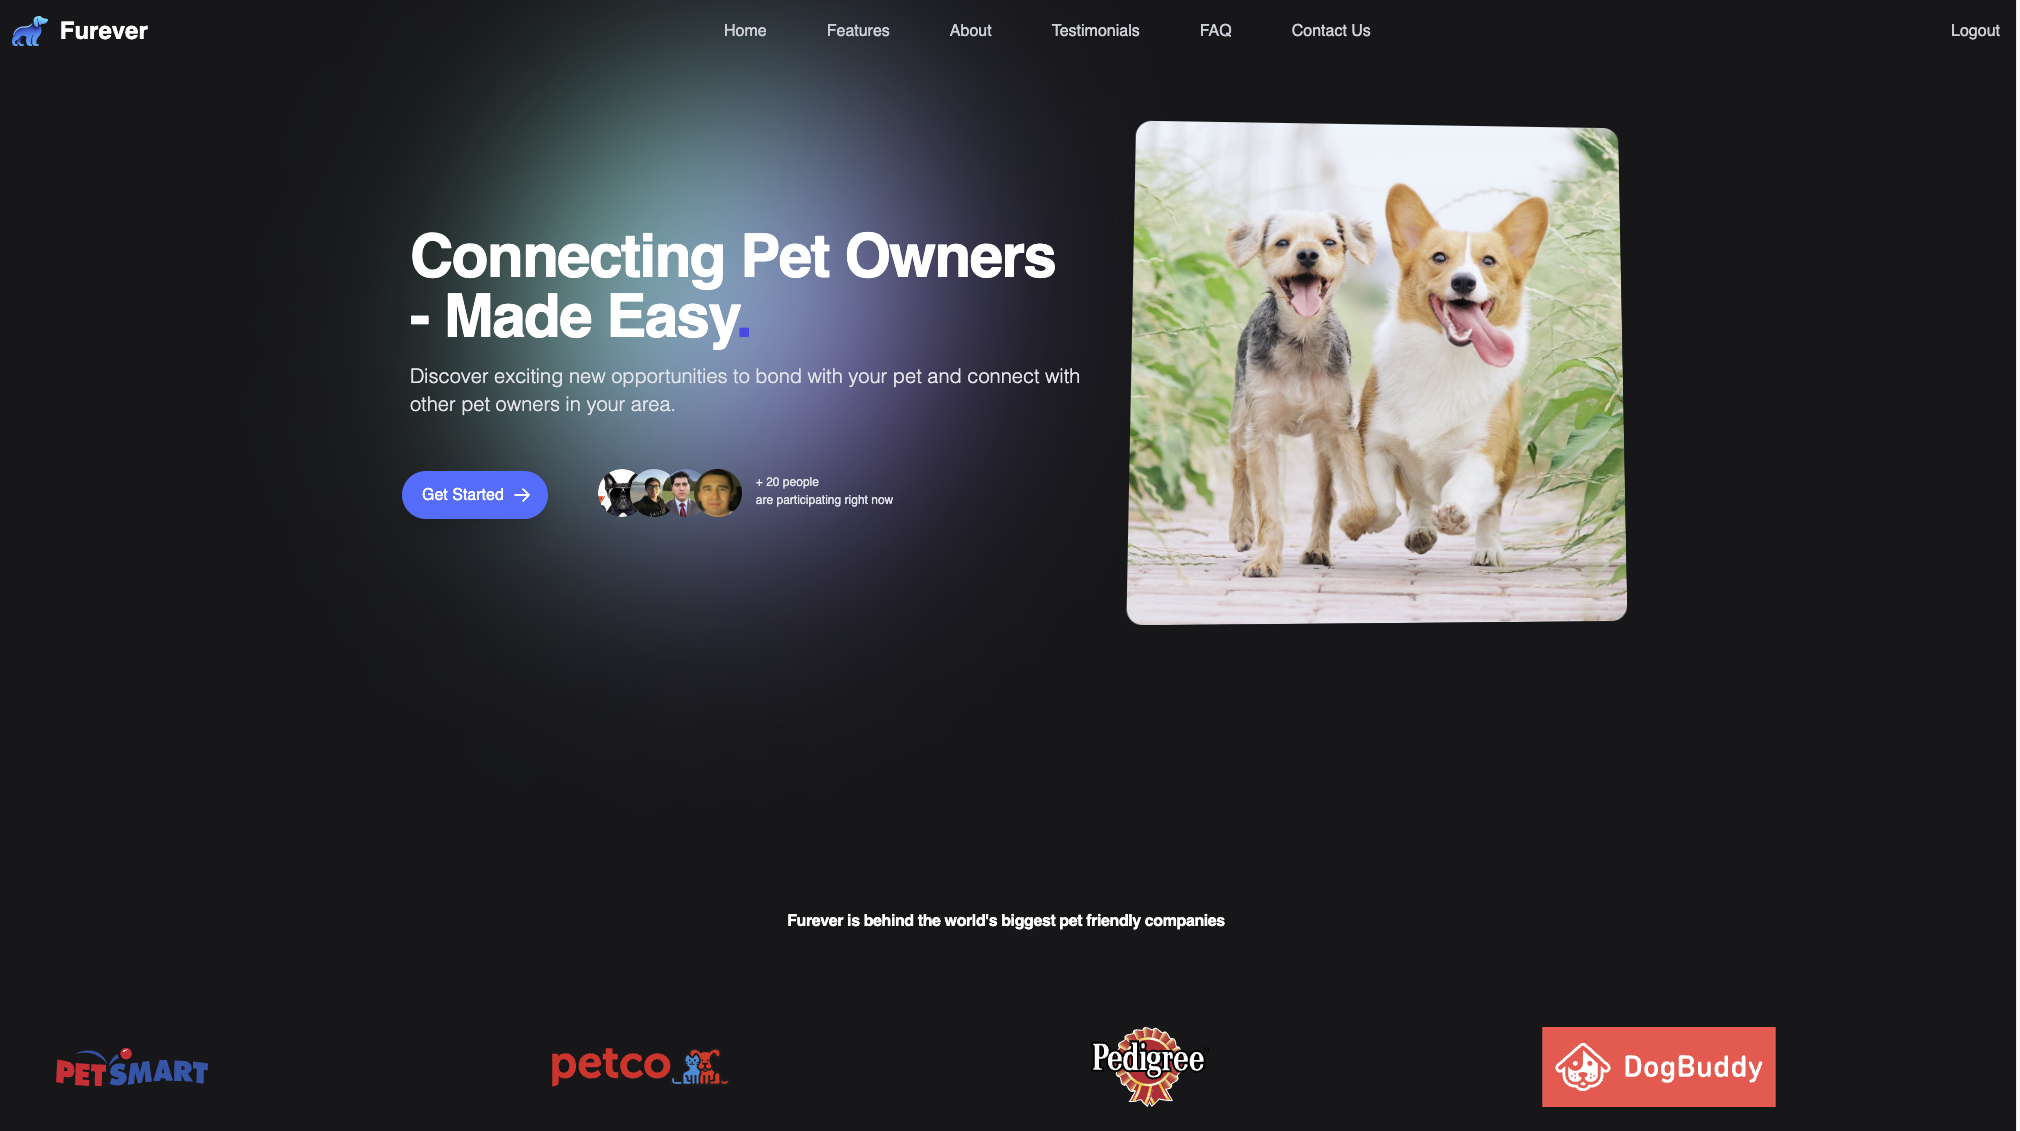 Furever
Home
Features
About
Testimonials
FAQ
Contact Us
Logout
Connecting Pet Owners
- Made Easy.
Discover exciting new opportunities to bond with your pet and connect with
other pet owners in your area.
Get Started
+ 20 people
are participating right now
Furever is behind the world's biggest pet friendly companies
PETSMART
petco
Pedigree
DogBuddy